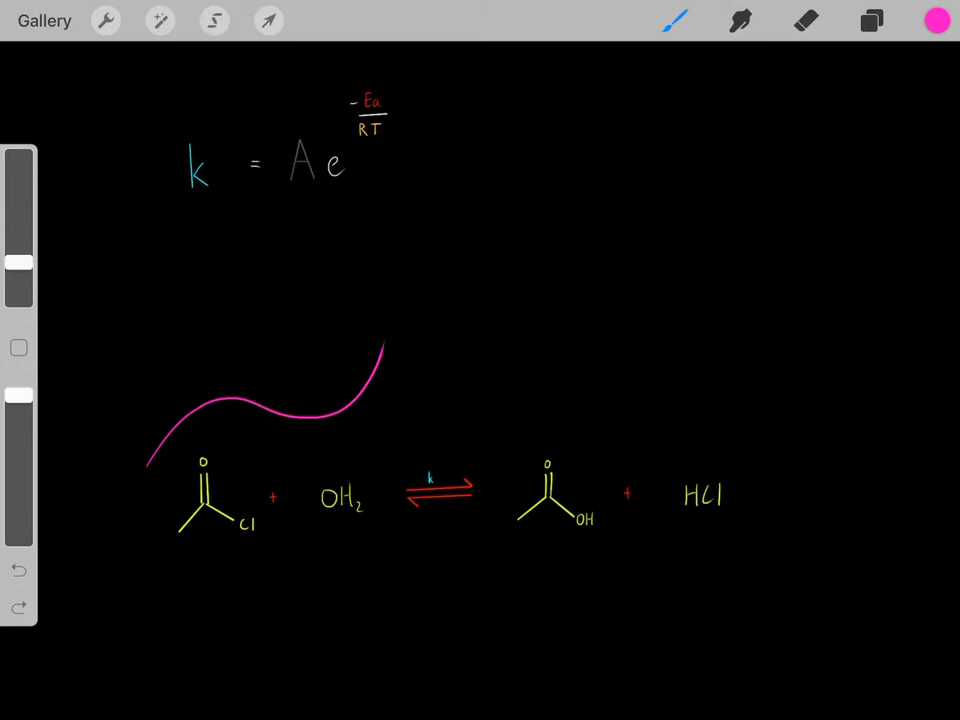 Gallery
k = A e -Ea
RT
k
O
Cl
+
OH2
O
OH
+
HCl